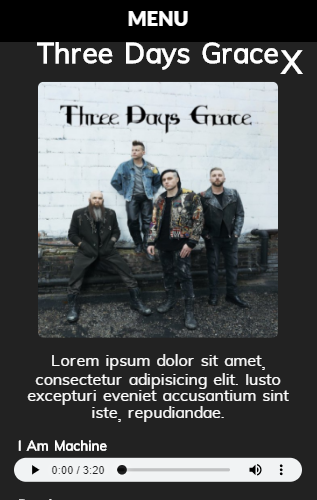 MENU
Three Days Grace
X
Three Days Grace
Lorem ipsum dolor sit amet,
consectetur adipisicing elit. Iusto
excepturi eveniet accusantium sint
iste, repudiandae.
I Am Machine
0:00 / 3:20